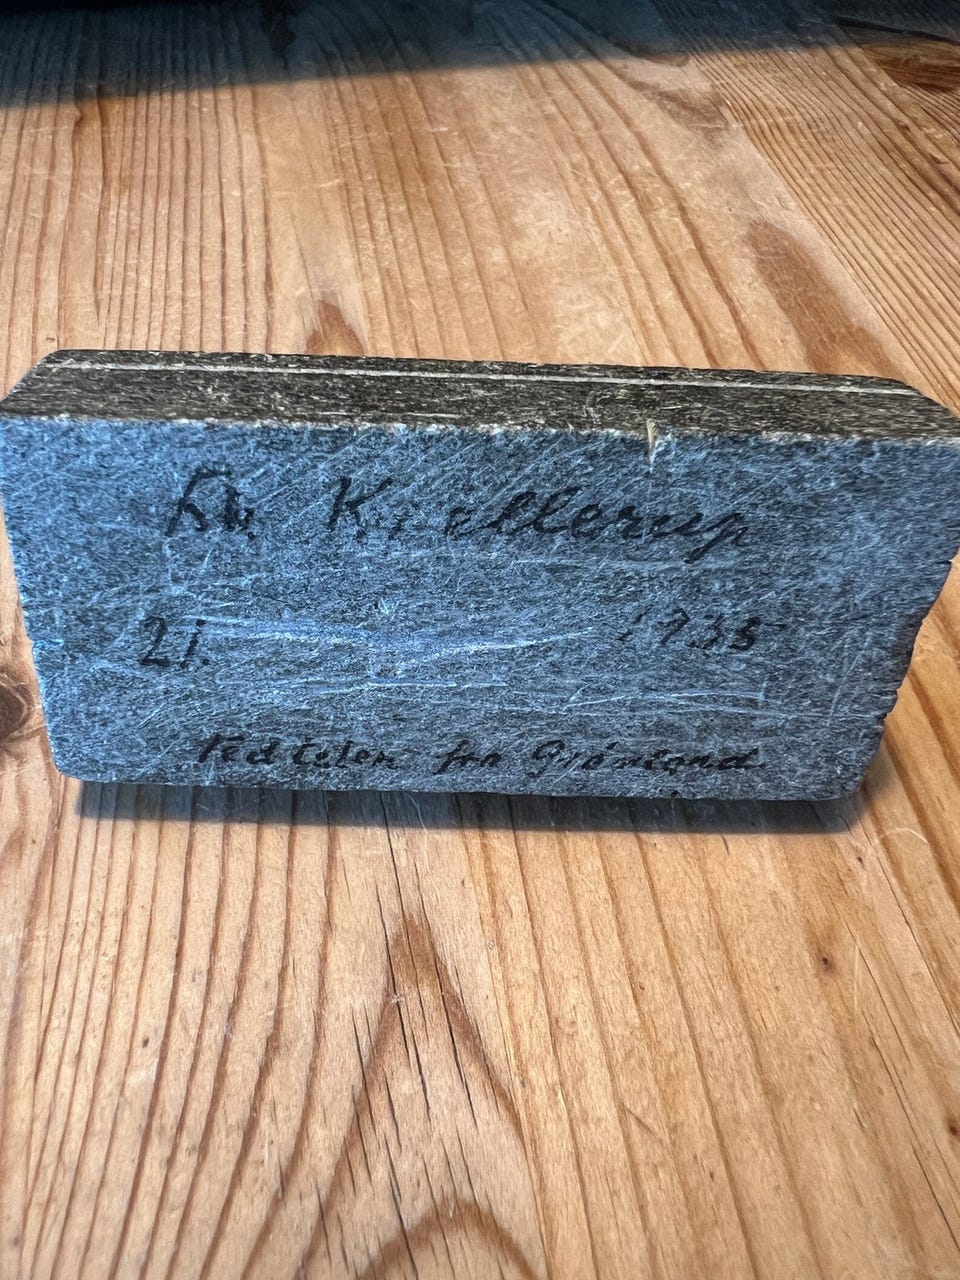 Kjellerup
21. 1935
Fedtsten fra Grønland